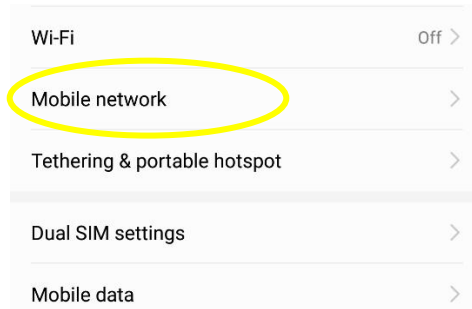 Wi-Fi Off
Mobile network
Tethering & portable hotspot
Dual SIM settings
Mobile data